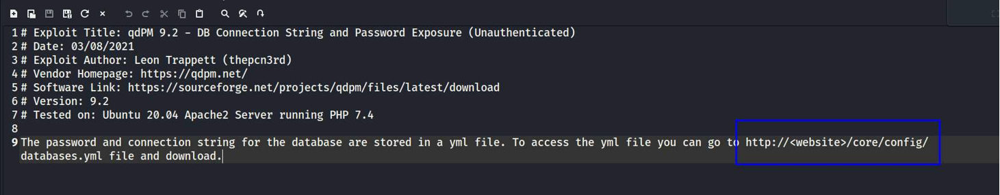 1 # Exploit Title: qdPM 9.2 - DB Connection String and Password Exposure (Unauthenticated)
2 # Date: 03/08/2021
3 # Exploit Author: Leon Trappett (thepcn3rd)
4 # Vendor Homepage: https://qdpm.net/
5 # Software Link: https://sourceforge.net/projects/qdpm/files/latest/download
6 # Version: 9.2
7 # Tested on: Ubuntu 20.04 Apache2 Server running PHP 7.4
8
9 The password and connection string for the database are stored in a yml file. To access the yml file you can go to http://<website>/core/config/
databases.yml file and download.